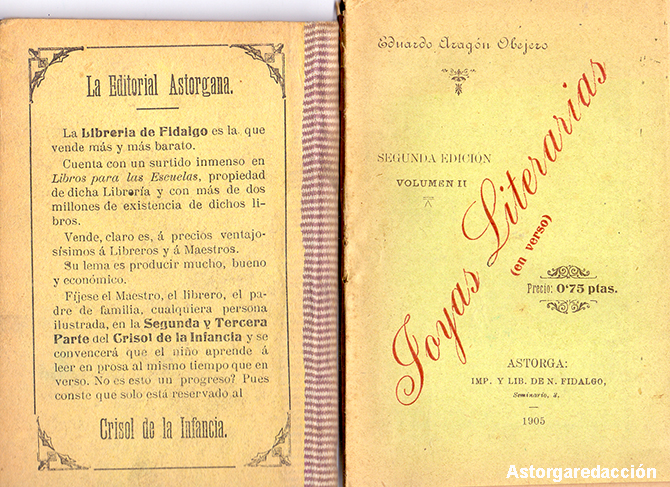 La Editorial Astorgana.
La Librería de Fidalgo es la que
vende más y más barato.
Cuenta con un surtido inmenso en
Libros para las Escuelas, propiedad
de dicha Librería y con más de dos
millones de existencia de dichos li-
bros.
Vende, claro es, á precios ventajo-
sísimos á Libreros y á Maestros.
Su lema es producir mucho, bueno
y económico.
Fíjese el Maestro, el librero, el pa-
dre de familia, cualquiera persona
ilustrada, en la Segunda y Tercera
Parte del Crisol de la Infancia y se
convencerá que el niño aprende á
leer en prosa al mismo tiempo que en
verso. No es esto un progreso? Pues
conste que solo está reservado al
Crisol de la Infancia.
Eduardo Aragón Obejero
SEGUNDA EDICION
VOLUMEN II
Joyas Literarias
(en verso)
Precio: 0'75 ptas.
ASTORGA:
IMP. Y LIB. DE N. FIDALGO,
Seminario, 2.
1905
Astorgaredacción